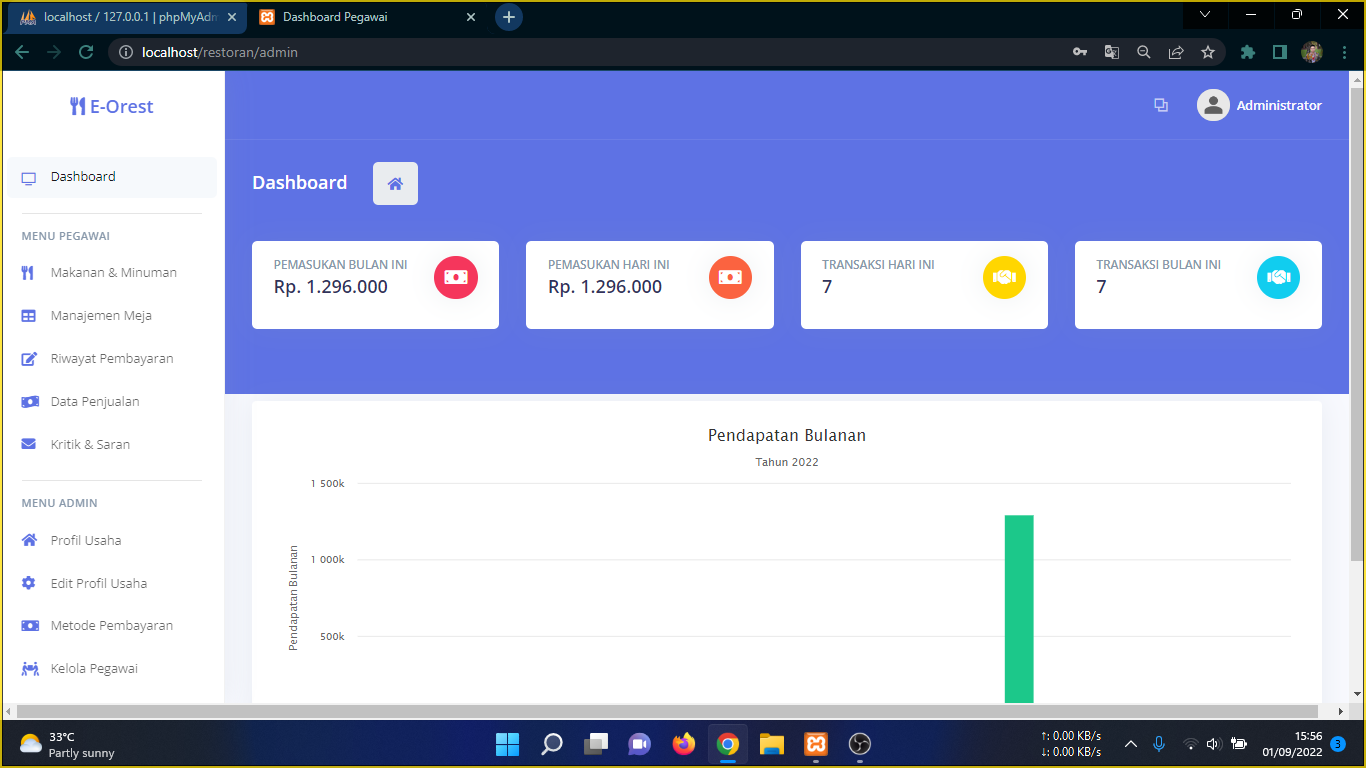 localhost / 127.0.0.1 | phpMyAdm
Dashboard Pegawai
localhost/restoran/admin
E-Orest
Administrator
Dashboard
Dashboard
MENU PEGAWAI
Makanan & Minuman
Manajemen Meja
Riwayat Pembayaran
Data Penjualan
Kritik & Saran
MENU ADMIN
Profil Usaha
Edit Profil Usaha
Metode Pembayaran
Kelola Pegawai
PEMASUKAN BULAN INI
Rp. 1.296.000
PEMASUKAN HARI INI
Rp. 1.296.000
TRANSAKSI HARI INI
7
TRANSAKSI BULAN INI
7
Pendapatan Bulanan
Tahun 2022
1 500k
1 000k
500k
Pendapatan Bulanan
33°C
Partly sunny
↑: 0.00 KB/s
↓: 0.00 KB/s
15:56
01/09/2022
3